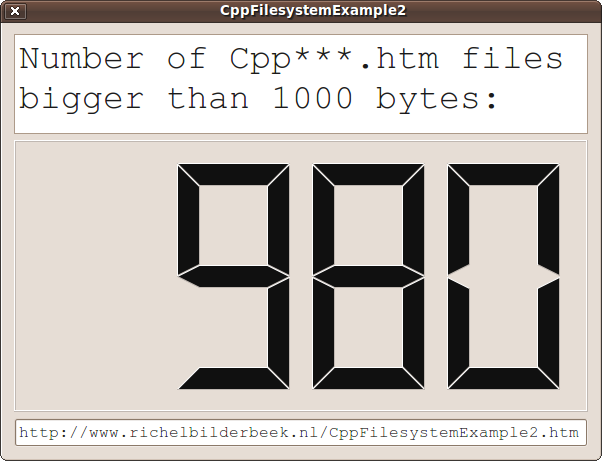 CppFilesystemExample2
Number of Cpp***.htm files
bigger than 1000 bytes:
980
http://www.richelbilderbeek.nl/CppFilesystemExample2.htm